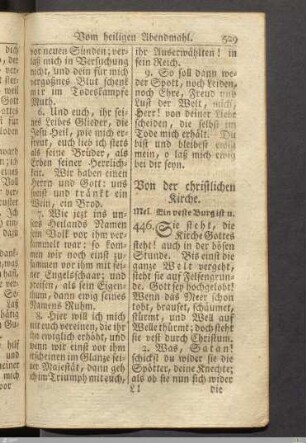 Vom heiligen Abendmahl. 529
vor neuen Sünden; ver-
laß mich in Versuchung
nicht, und dein für mich
vergoßnes Blut schenk
mir im Todeskampfe
Muth.
6. Und euch, ihr sei-
nes Leibes Glieder, die
Jesu Heil, wie mich er-
freut, euch lieb ich stets
als seine Brüder, als
Erben seiner Herrlich-
keit. Wir haben einen
Herrn und Gott: uns
speist und tränkt ein
Wein, ein Brod.
7. Wie jezt uns in un-
sers Heilands Namen
im Volk vor ihm ver-
sammelt war: so kom-
men wir noch einst zu-
sammen vor ihn mit sei-
ner Engelschaar; und
preisen, als sein Eigen-
thum, dann ewig seines
Namens Ruhm.
8. Hier will ich mich
mit euch vereinen, die ihr
ihn ewiglich erhöht, und
wenn wir einst vor ihm
erscheinen im Glanze sei-
ner Majestät, dann geh
ich im Triumph mit euch,
ihr Auserwählten! in
sein Reich.
9. So soll dann we-
der Spott, noch Leiden,
noch Ehre, Freud und
Lust der Welt, mich,
Herr! von deiner Liebe
scheiden, die selbst im
Tode mich erhält. Du
bist und bleibest ewig
mein, o laß mich ewig
bey dir seyn.
Von der christlichen
Kirche.
Mel. Ein veste Burg ist u.
446. Sie steht, die
Kirche Gottes
steht! auch in der bösen
Stunde. Bis einst die
ganze Welt vergeht,
steht sie auf Felsengrun-
de. Gott sey hochgelobt!
Wenn das Meer schon
tobt, brauset, schäumet,
stürmt, und Well auf
Welle thürmt; doch steht
sie vest durch Christum.
2. Was, Satan!
schickst du wider sie die
Spötter, deine Knechte;
als ob sie nun sich wider
Ll die